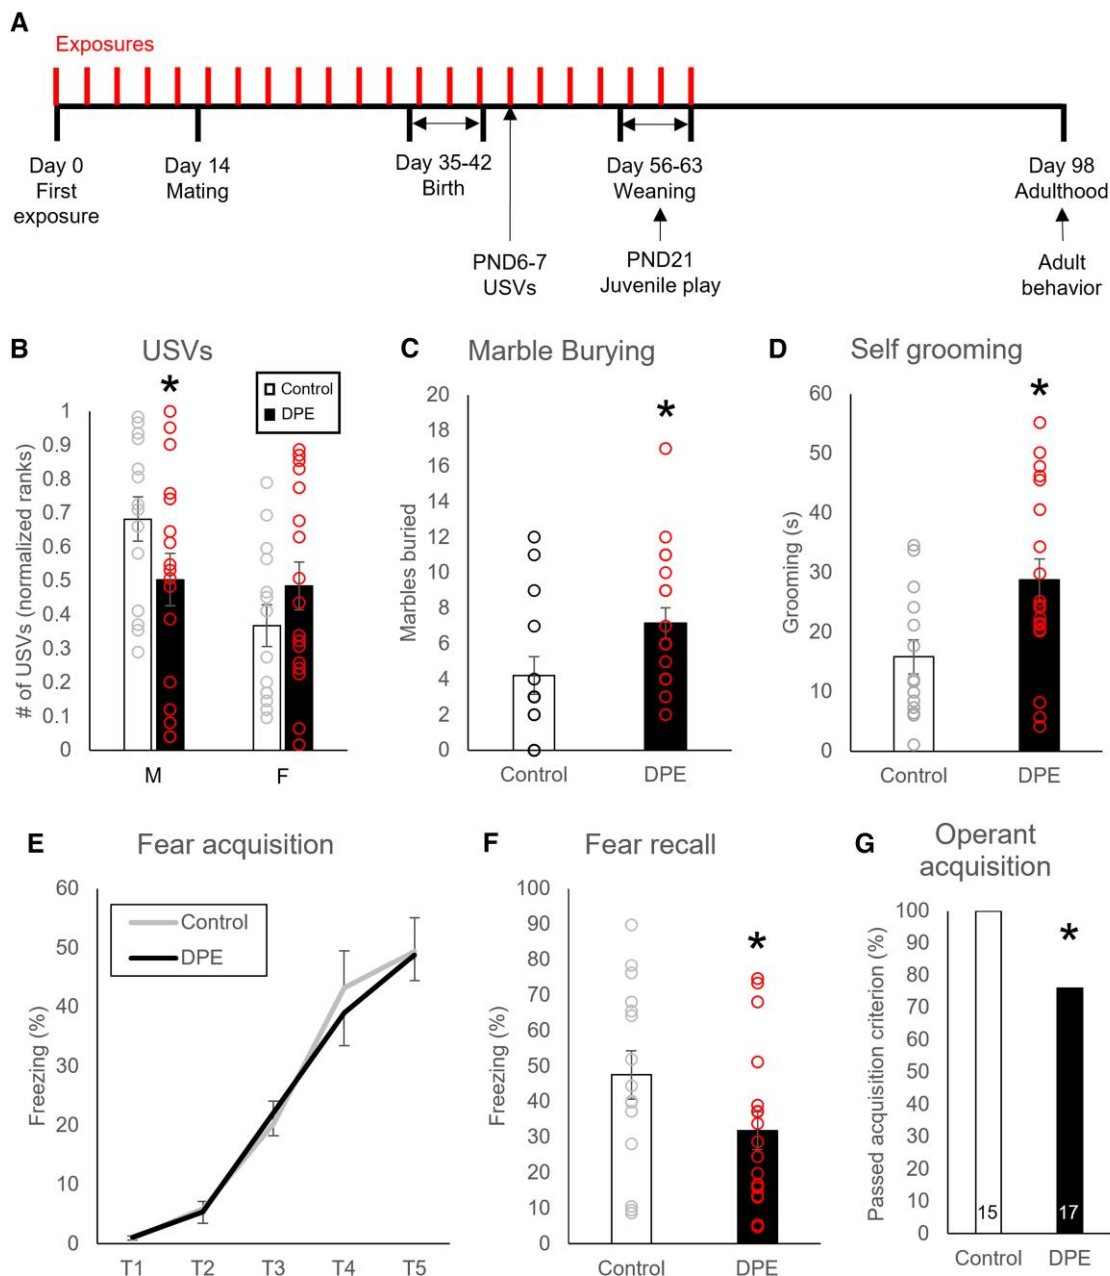 A
Exposures
Day 0
First
exposure
Day 14
Mating
Day 35-42
Birth
Day 56-63
Weaning
Day 98
Adulthood
PND6-7
USVs
PND21
Juvenile play
Adult
behavior
B
USVs
*
Control
DPE
# of USVs (normalized ranks)
1
0.9
0.8
0.7
0.6
0.5
0.4
0.3
0.2
0.1
0
M
F
C
Marble Burying
*
Marbles buried
20
18
16
14
12
10
8
6
4
2
0
Control
DPE
D
Self grooming
*
Grooming (s)
60
50
40
30
20
10
0
Control
DPE
E
Fear acquisition
Control
DPE
Freezing (%)
60
50
40
30
20
10
0
T1
T2
T3
T4
T5
F
Fear recall
*
Freezing (%)
100
90
80
70
60
50
40
30
20
10
0
Control
DPE
G
Operant
acquisition
*
Passed acquisition criterion (%)
100
90
80
70
60
50
40
30
20
10
0
15
17
Control
DPE